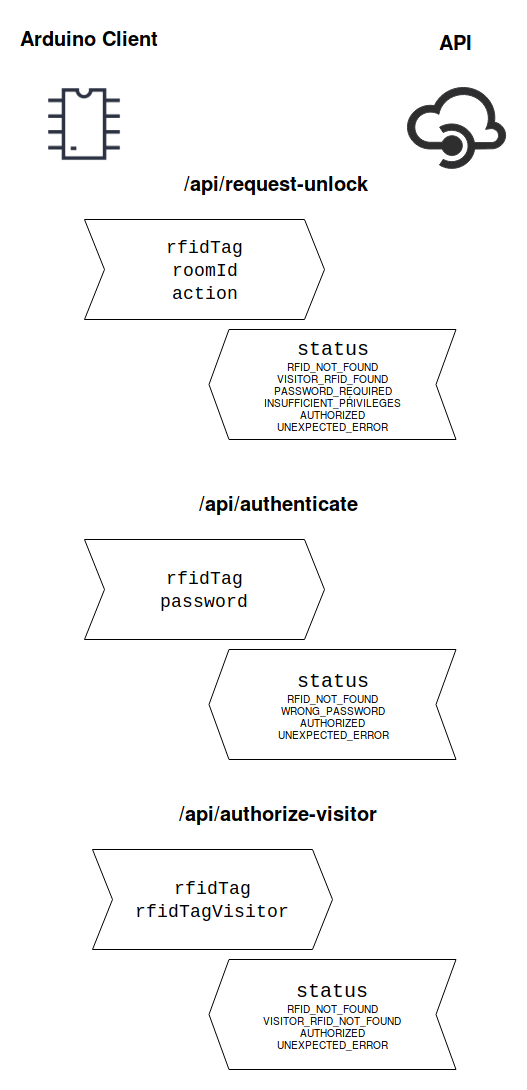 Arduino Client
API
/api/request-unlock
rfidTag
roomId
action
status
RFID_NOT_FOUND
VISITOR_RFID_FOUND
PASSWORD_REQUIRED
INSUFFICIENT_PRIVILEGES
AUTHORIZED
UNEXPECTED_ERROR
/api/authenticate
rfidTag
password
status
RFID_NOT_FOUND
WRONG_PASSWORD
AUTHORIZED
UNEXPECTED_ERROR
/api/authorize-visitor
rfidTag
rfidTagVisitor
status
RFID_NOT_FOUND
VISITOR_RFID_NOT_FOUND
AUTHORIZED
UNEXPECTED_ERROR